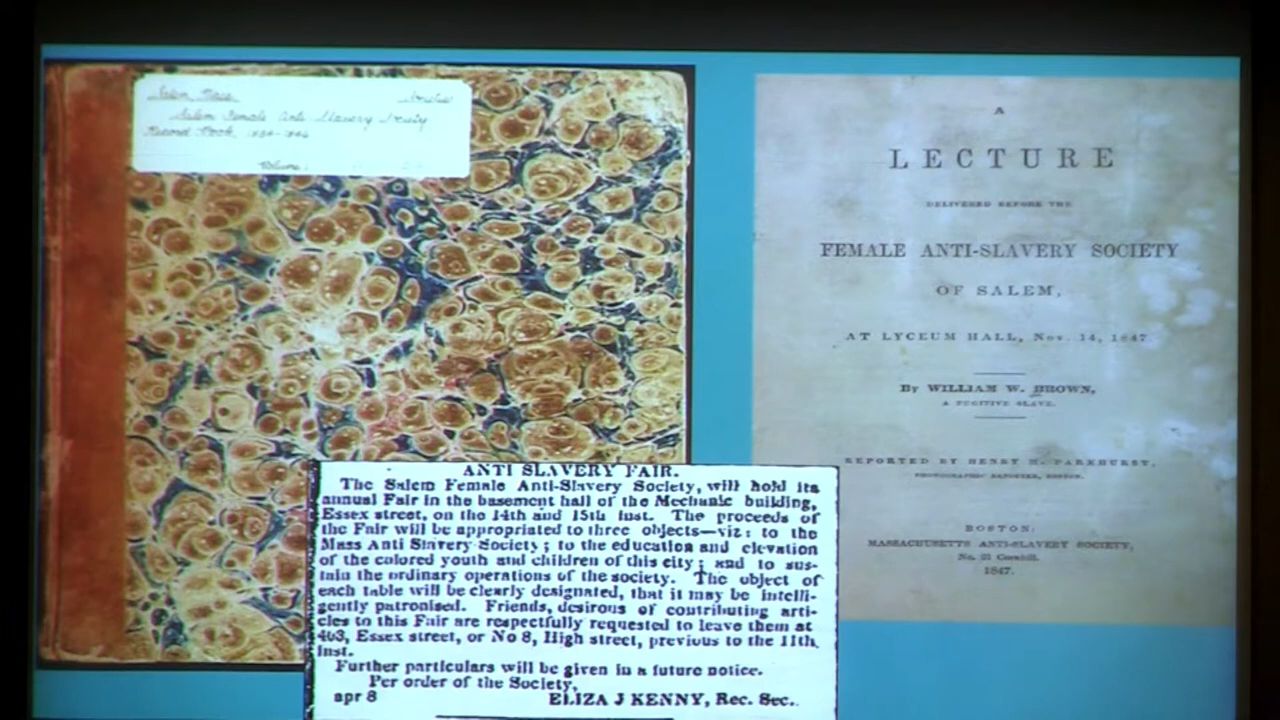 Salem Mass.
Salem Female Anti-Slavery Society
Record Book 1834-1846
Volume.
A
LECTURE
DELIVERED BEFORE THE
FEMALE ANTI-SLAVERY SOCIETY
OF SALEM,
AT LYCEUM HALL, Nov. 14, 1847.
By WILLIAM W. BROWN,
A FUGITIVE SLAVE.
REPORTED BY HENRY M. PARKHURST,
PHONOGRAPHIC REPORTER, BOSTON.
BOSTON:
MASSACHUSETTS ANTI-SLAVERY SOCIETY,
No. 21 Cornhill.
1847.
ANTI SLAVERY FAIR.
The Salem Female Anti-Slavery Society, will hold its
annual Fair in the basement hall of the Mechanic building,
Essex street, on the 14th and 15th inst. The proceeds of
the Fair will be appropriated to three objects—viz: to the
Mass Anti Slavery Society; to the education and elevation
of the colored youth and children of this city; and to sus-
tain the ordinary operations of the society. The object of
each table will be clearly designated, that it may be intelli-
gently patronised. Friends, desirous of contributing arti-
cles to this Fair are respectfully requested to leave them at
463, Essex street, or No 8, High street, previous to the 11th
inst.
Further particulars will be given in a future notice.
Per order of the Society,
apr 8 ELIZA J KENNY, Rec. Sec.